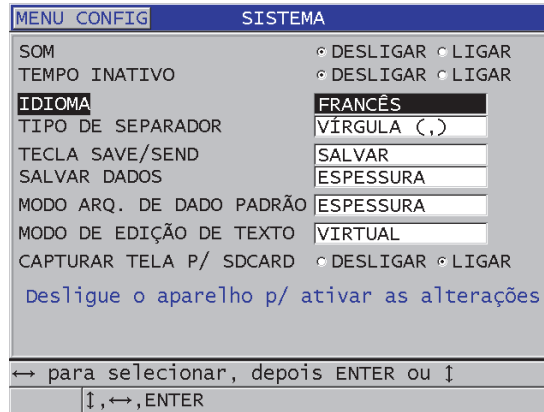 MENU CONFIG SISTEMA
SOM DESLIGAR LIGAR
TEMPO INATIVO DESLIGAR LIGAR
IDIOMA FRANCÊS
TIPO DE SEPARADOR VÍRGULA (,)
TECLA SAVE/SEND SALVAR
SALVAR DADOS ESPESSURA
MODO ARQ. DE DADO PADRÃO ESPESSURA
MODO DE EDIÇÃO DE TEXTO VIRTUAL
CAPTURAR TELA P/ SDCARD DESLIGAR LIGAR
Desligue o aparelho p/ ativar as alterações
↔ para selecionar, depois ENTER ou ↕
↕,↔,ENTER